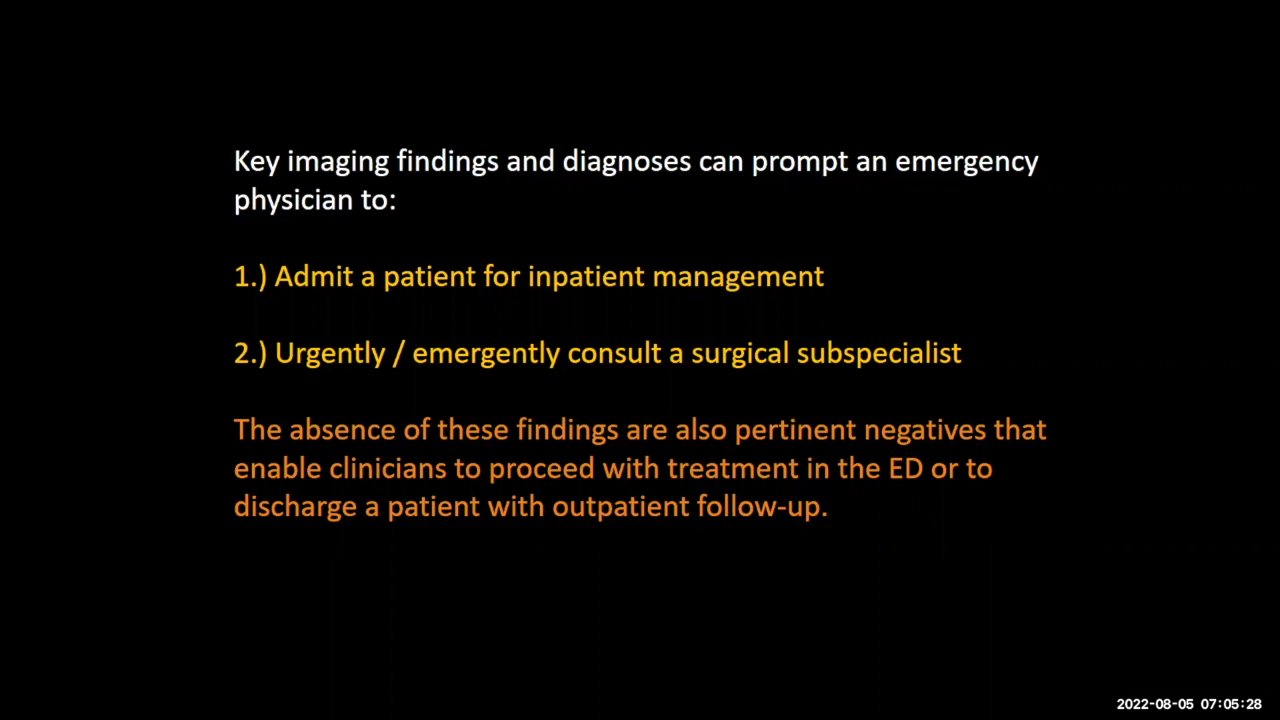 Key imaging findings and diagnoses can prompt an emergency
physician to:
1.) Admit a patient for inpatient management
2.) Urgently / emergently consult a surgical subspecialist
The absence of these findings are also pertinent negatives that
enable clinicians to proceed with treatment in the ED or to
discharge a patient with outpatient follow-up.
2022-08-05 07:05:28